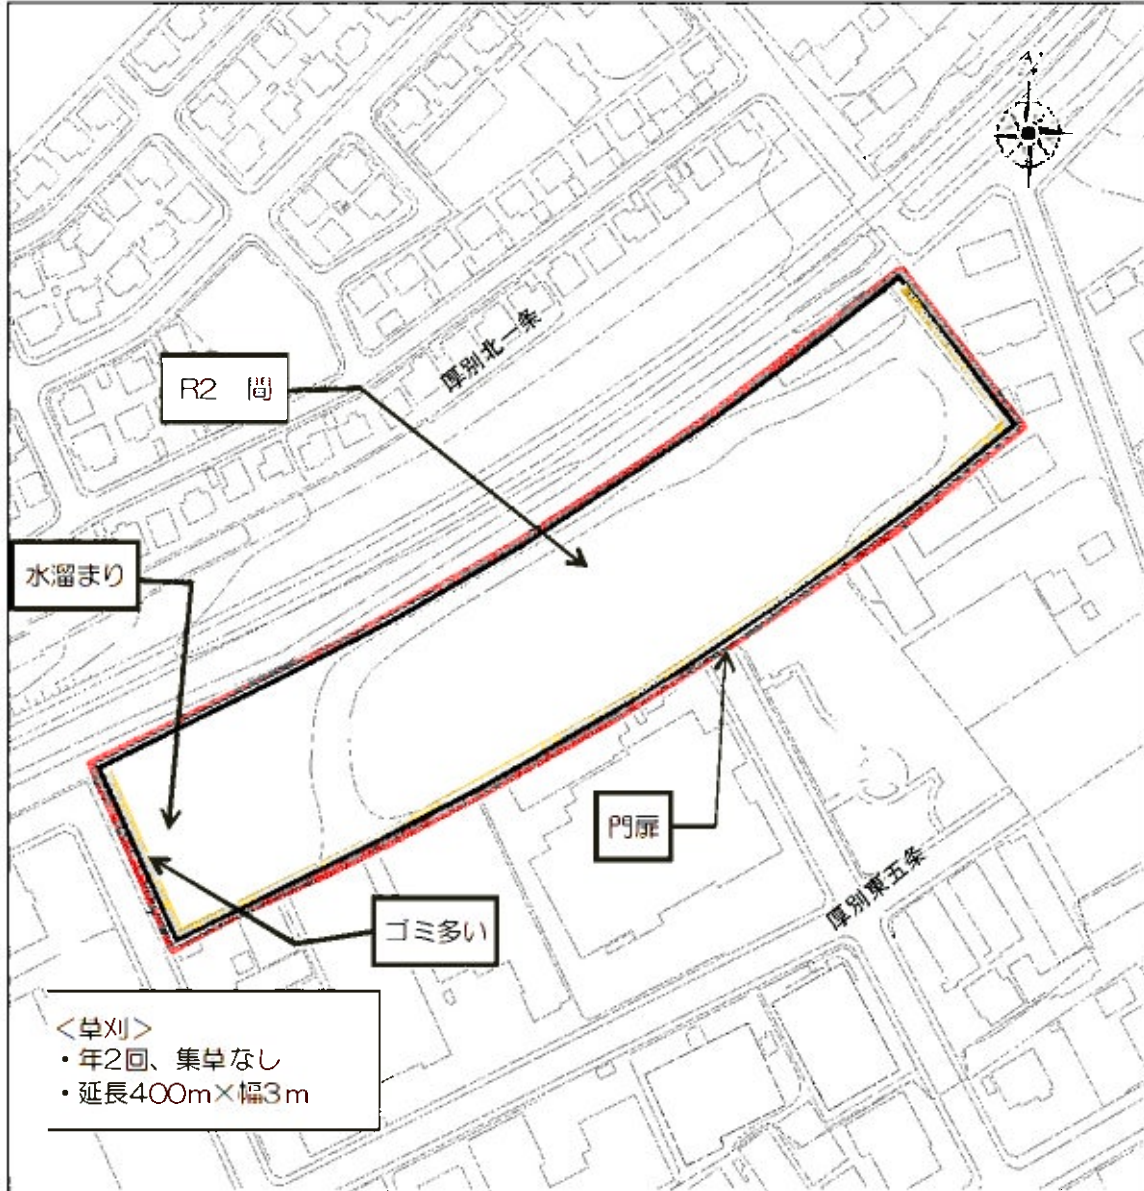 厚別北一条
R2 間
水溜まり
門扉
厚別東五条
ゴミ多い
<草刈>
・年2回、集草なし
・延長400m×幅3m